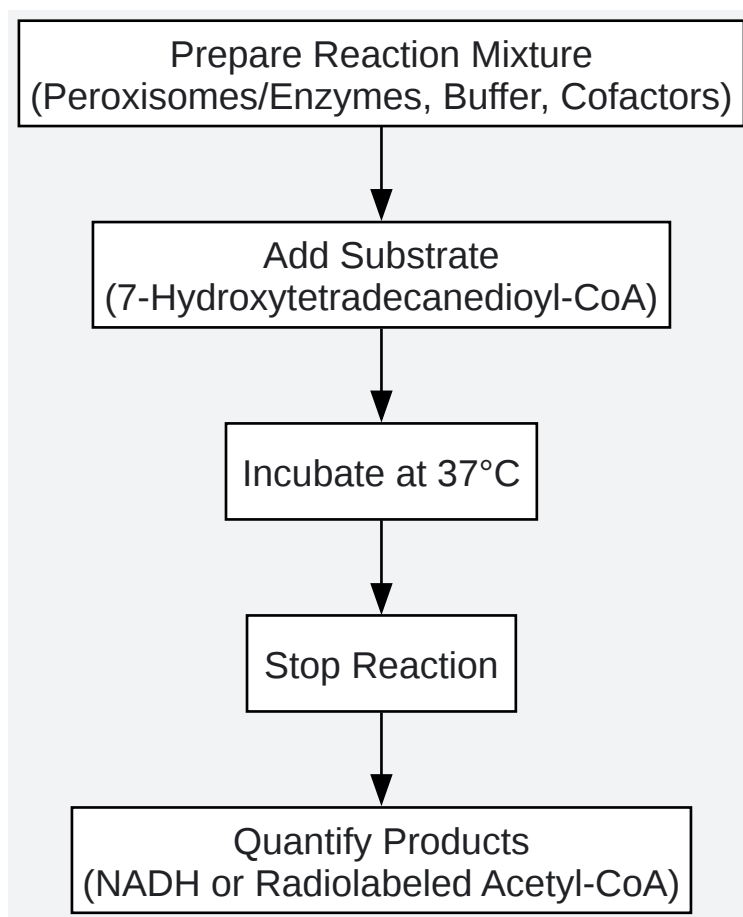 Prepare Reaction Mixture
(Peroxisomes/Enzymes, Buffer, Cofactors)
Add Substrate
(7-Hydroxytetradecanedioyl-CoA)
Incubate at 37°C
Stop Reaction
Quantify Products
(NADH or Radiolabeled Acetyl-CoA)